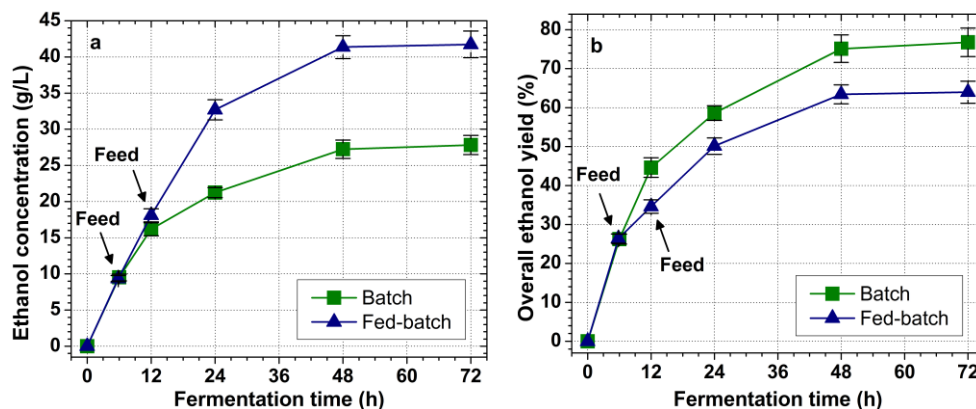 a
Ethanol concentration (g/L)
45
40
35
30
25
20
15
10
5
0
Feed
Feed
Batch
Fed-batch
0 12 24 36 48 60 72
Fermentation time (h)
b
Overall ethanol yield (%)
80
70
60
50
40
30
20
10
0
Feed
Feed
Batch
Fed-batch
0 12 24 36 48 60 72
Fermentation time (h)